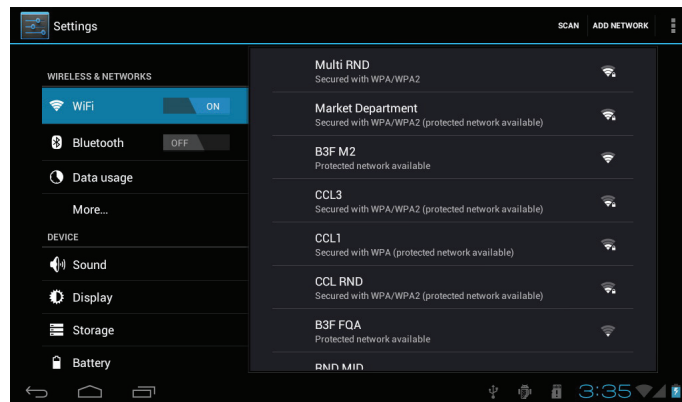 Settings
SCAN ADD NETWORK
WIRELESS & NETWORKS
WiFi ON
Bluetooth OFF
Data usage
More...
DEVICE
Sound
Display
Storage
Battery
Multi RND
Secured with WPA/WPA2
Market Department
Secured with WPA/WPA2 (protected network available)
B3F M2
Protected network available
CCL3
Secured with WPA/WPA2 (protected network available)
CCL1
Secured with WPA (protected network available)
CCL RND
Secured with WPA/WPA2 (protected network available)
B3F FQA
Protected network available
RND MID
3:35